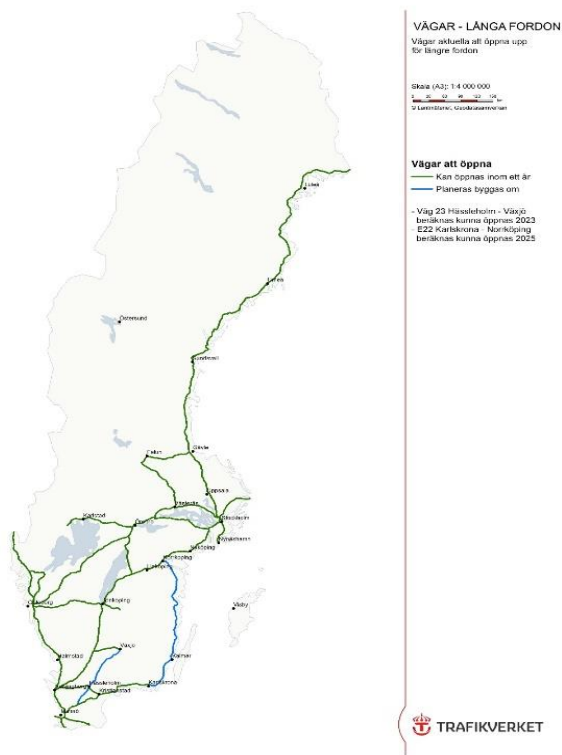 VÄGAR - LÅNGA FORDON
Vägar aktuella att öppna upp
för längre fordon
Skala (A3): 1:4 000 000
© Lantmäteriet, Geodatasamverkan
Vägar att öppna
Kan öppnas inom ett år
Planeras byggas om
- Väg 23 Hässleholm - Växjö
beräknas kunna öppnas 2023
- E22 Karlskrona - Norrköping
beräknas kunna öppnas 2025
Luleå
Umeå
Östersund
Sundsvall
Falun
Gävle
Uppsala
Västerås
Karlstad
Örebro
Stockholm
Nynäshamn
Nyköping
Norrköping
Linköping
Göteborg
Jönköping
Visby
Växjö
Halmstad
Kalmar
Hässleholm
Karlskrona
Kristianstad
Malmö
TRAFIKVERKET